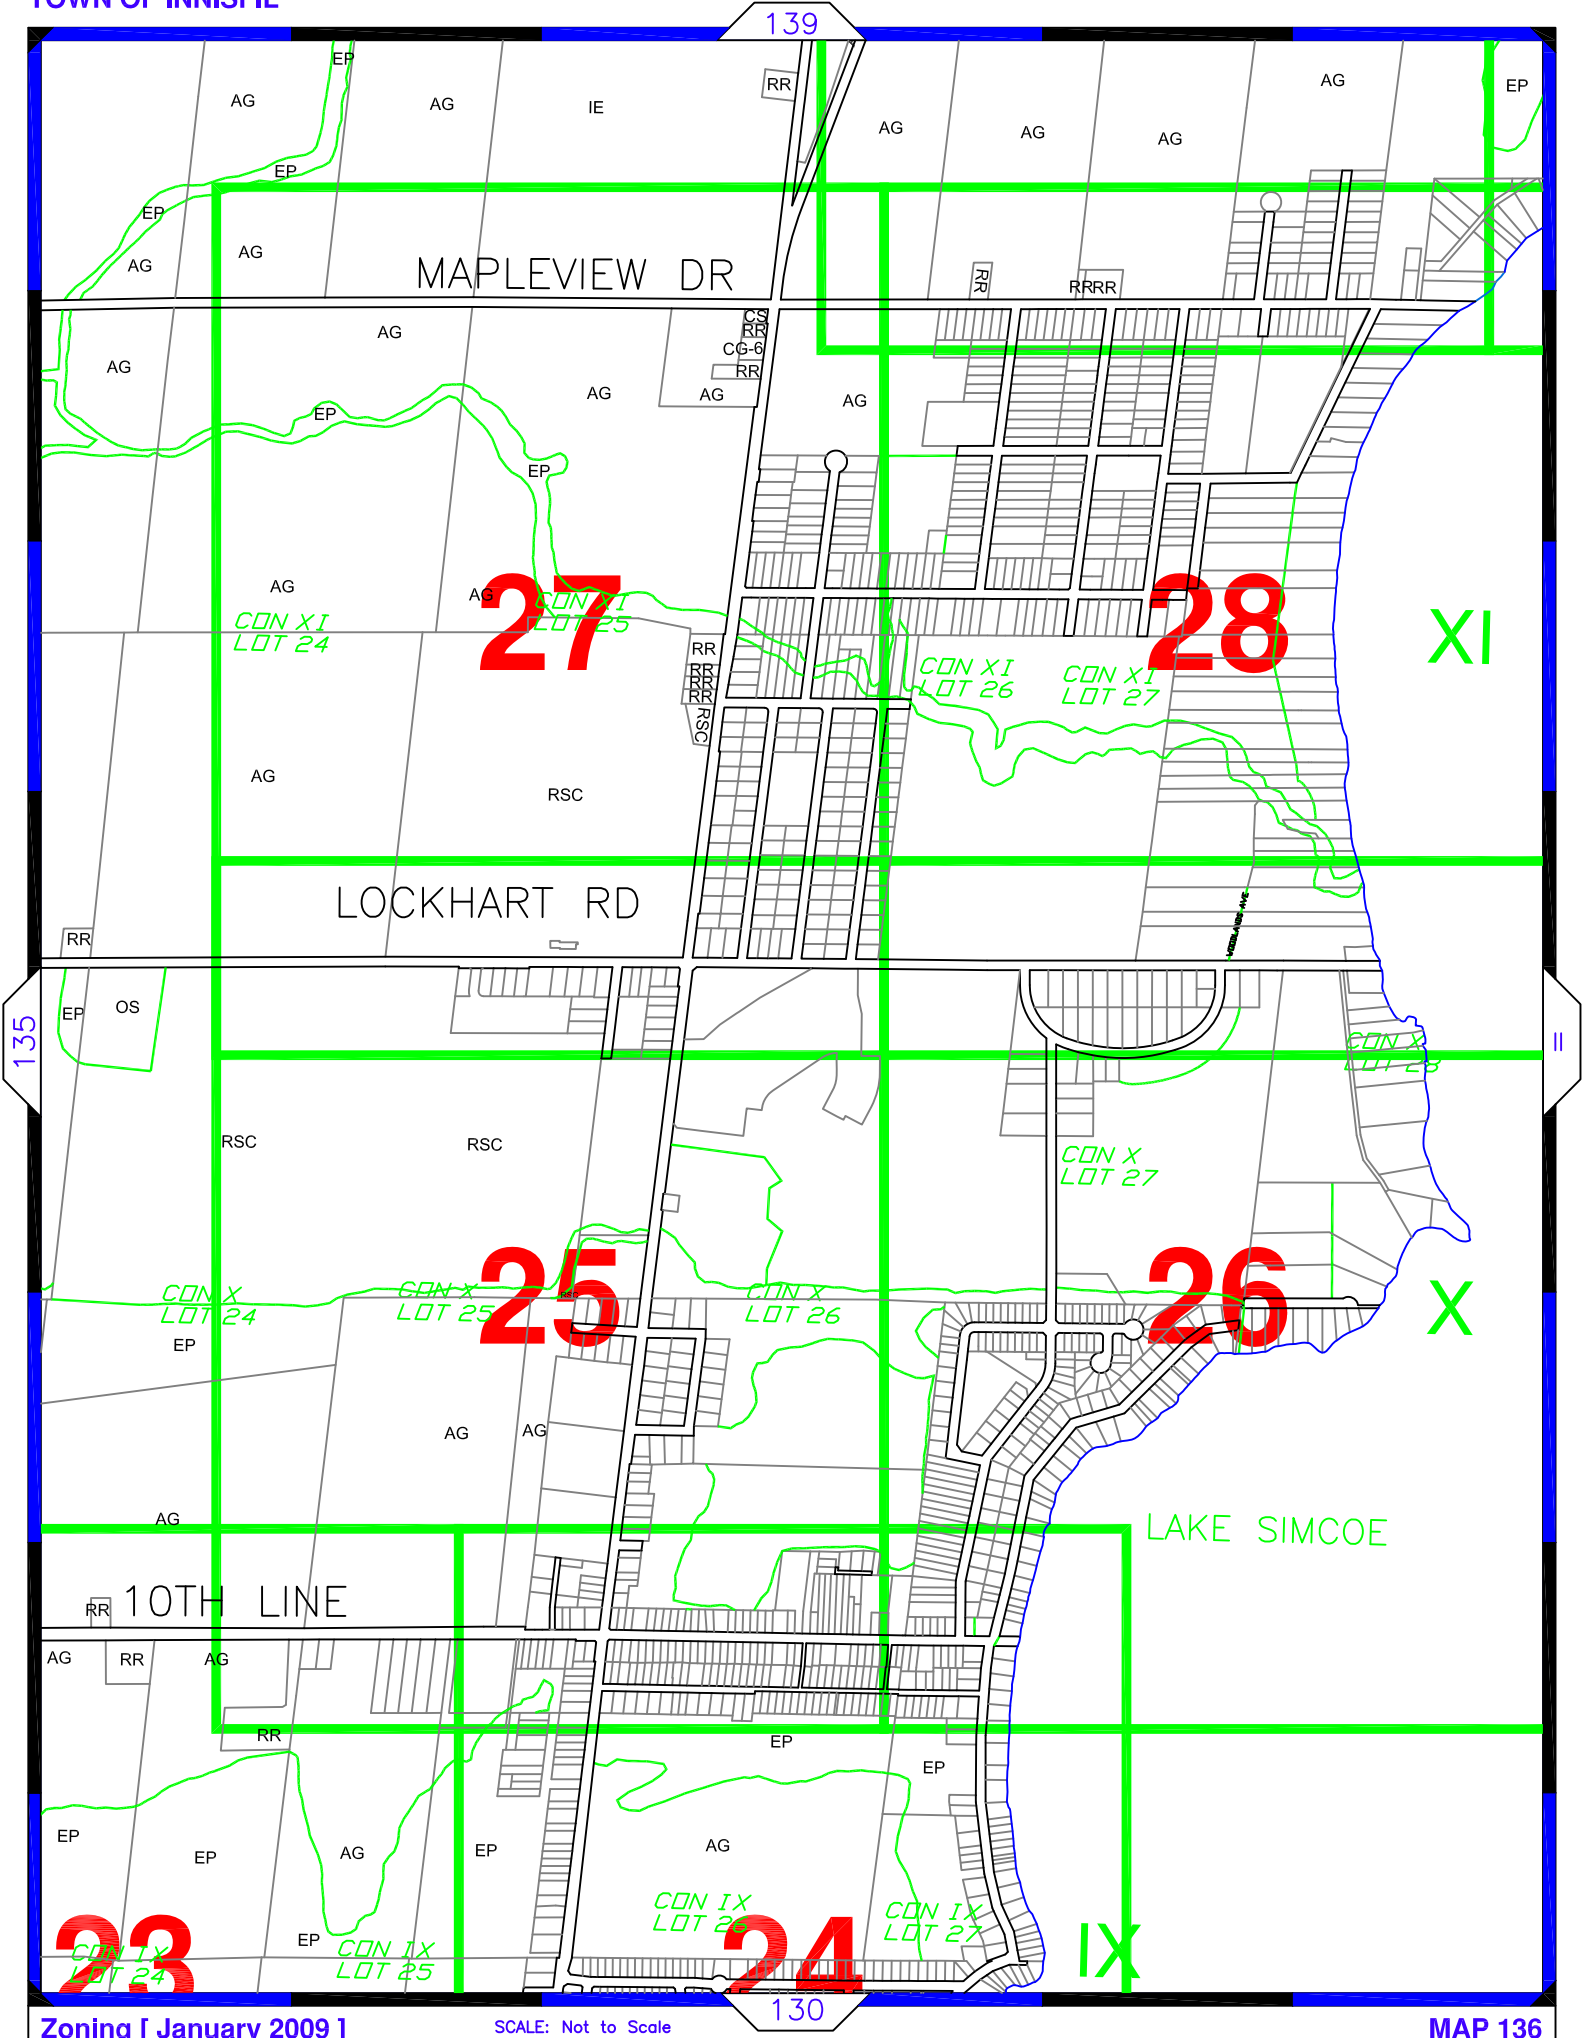 TOWN OF INNISFIL
139
EP
AG
AG
IE
RR
AG
AG
AG
AG
EP
EP
EP
AG
AG
MAPLEVIEW DR
RR
RR
RR
AG
AG
CS
RR
CG-6
RR
AG
AG
AG
EP
EP
AG
AG
27
28
XI
CON XI
LOT 24
CON XI
LOT 25
CON XI
LOT 26
CON XI
LOT 27
RR
RR
RR
RR
RSC
AG
RSC
LOCKHART RD
WOODLANDS AVE
RR
EP
OS
135
II
CON X
LOT 28
RSC
RSC
CON X
LOT 27
25
26
X
CON X
LOT 24
CON X
LOT 25
RSC
CON X
LOT 26
EP
AG
AG
AG
LAKE SIMCOE
RR
10TH LINE
AG
RR
AG
RR
EP
EP
EP
EP
AG
EP
AG
EP
23
24
IX
CON IX
LOT 24
CON IX
LOT 25
CON IX
LOT 26
CON IX
LOT 27
130
Zoning [ January 2009 ]
SCALE: Not to Scale
MAP 136